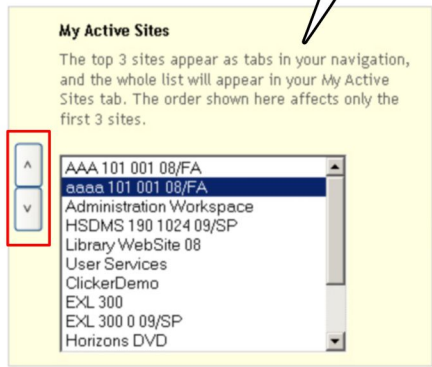 My Active Sites
The top 3 sites appear as tabs in your navigation,
and the whole list will appear in your My Active
Sites tab. The order shown here affects only the
first 3 sites.
AAA 101 001 08/FA
aaaa 101 001 08/FA
Administration Workspace
HSDMS 190 1024 09/SP
Library WebSite 08
User Services
ClickerDemo
EXL 300
EXL 300 0 09/SP
Horizons DVD